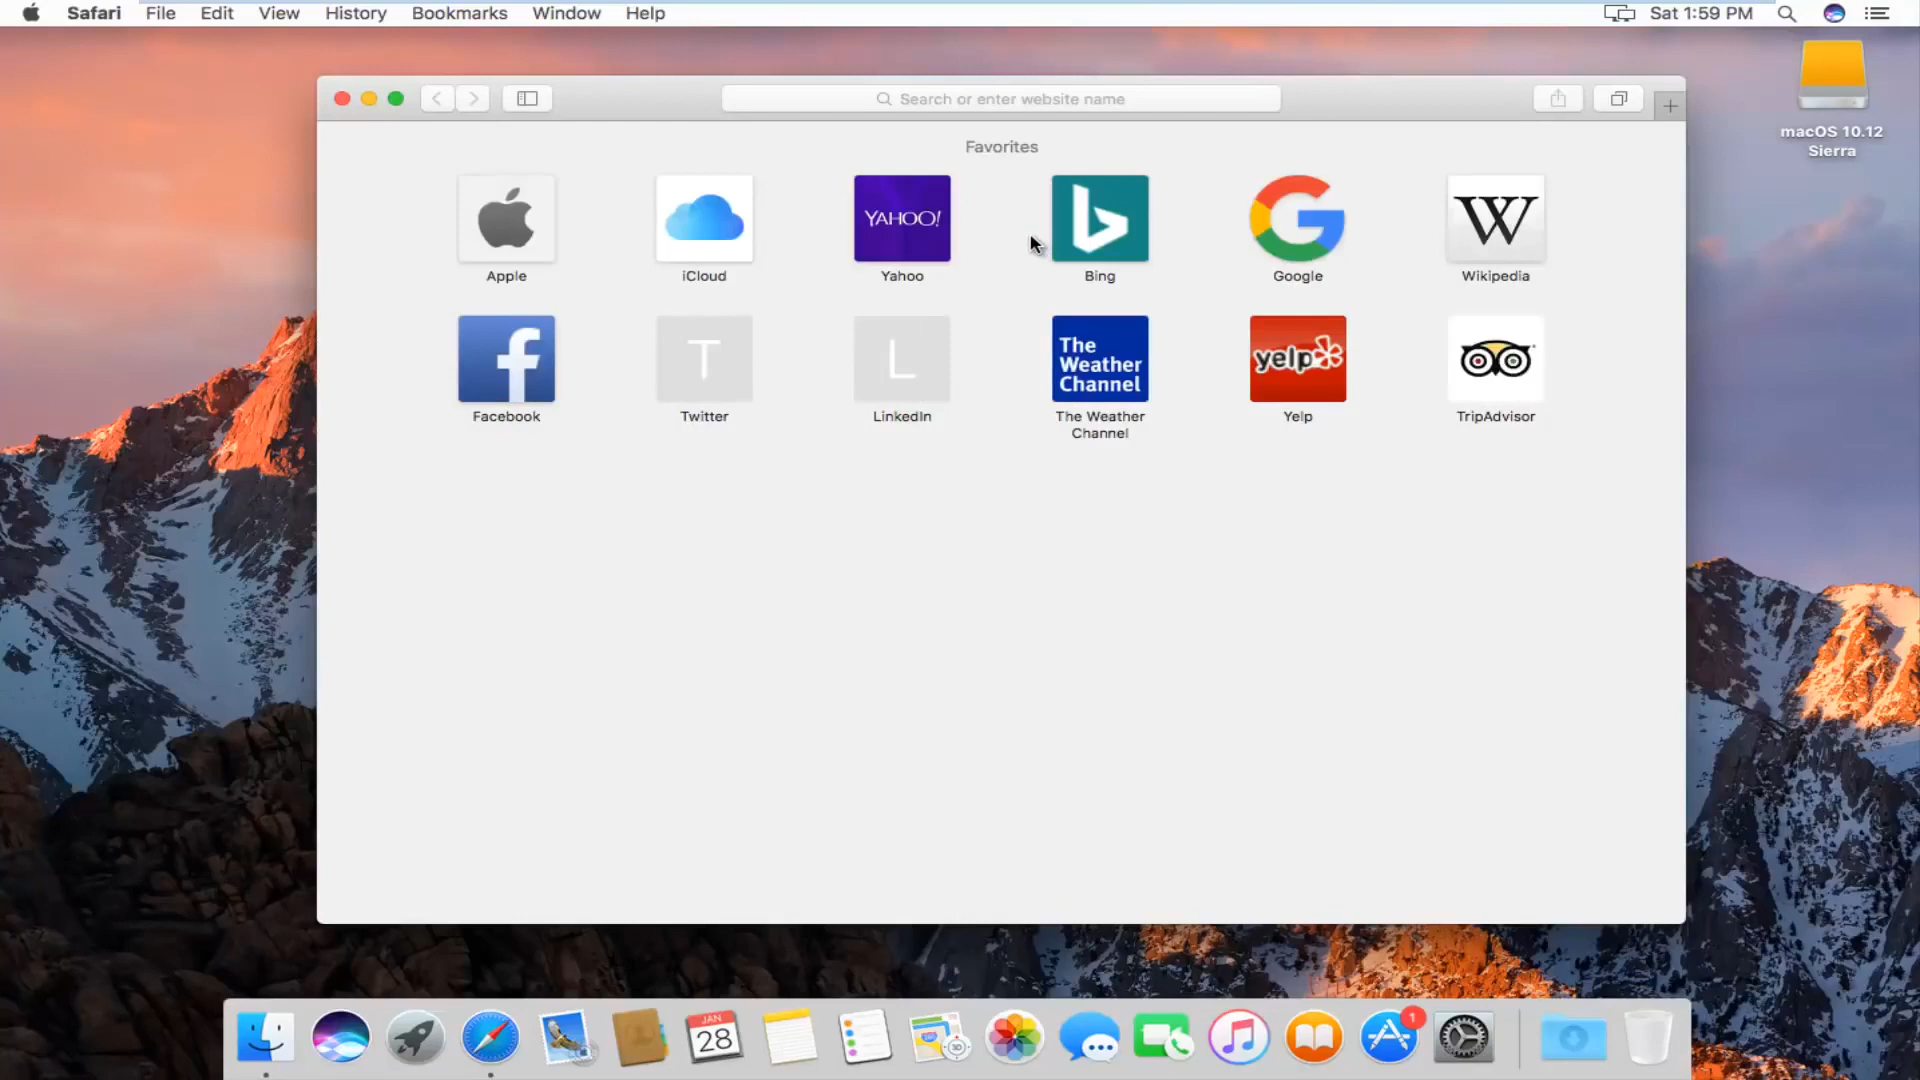 Safari File Edit View History Bookmarks Window Help Sat 1:59 PM
Search or enter website name
macOS 10.12
Sierra
Favorites
YAHOO!
W
Apple iCloud Yahoo Bing Google Wikipedia
f T L The
Weather
Channel yelp
Facebook Twitter LinkedIn The Weather
Channel Yelp TripAdvisor
JAN
28
3D
1